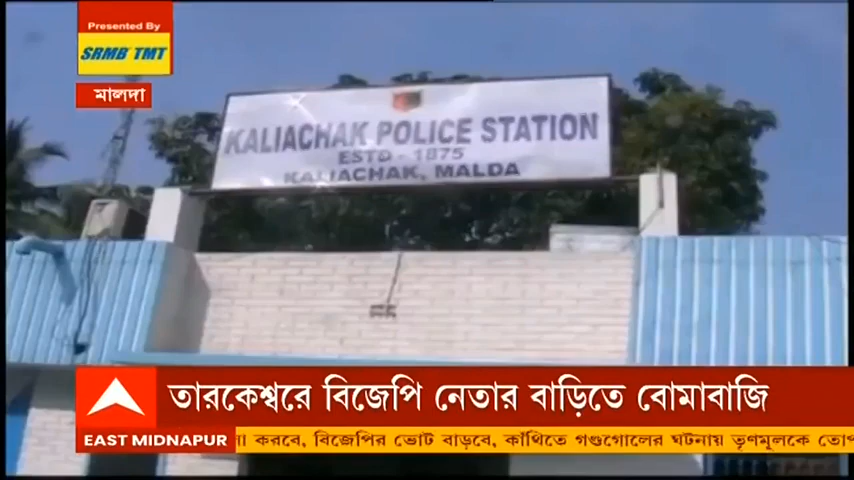 Presented By
SRMB TMT
মালদা
KALIACHAK POLICE STATION
ESTD - 1875
KALIACHAK, MALDA
তারকেশ্বরে বিজেপি নেতার বাড়িতে বোমাবাজি
EAST MIDNAPUR
করবে, বিজেপির ভোট বাড়বে, কাঁথিতে গণ্ডগোলের ঘটনায় তৃণমূলকে